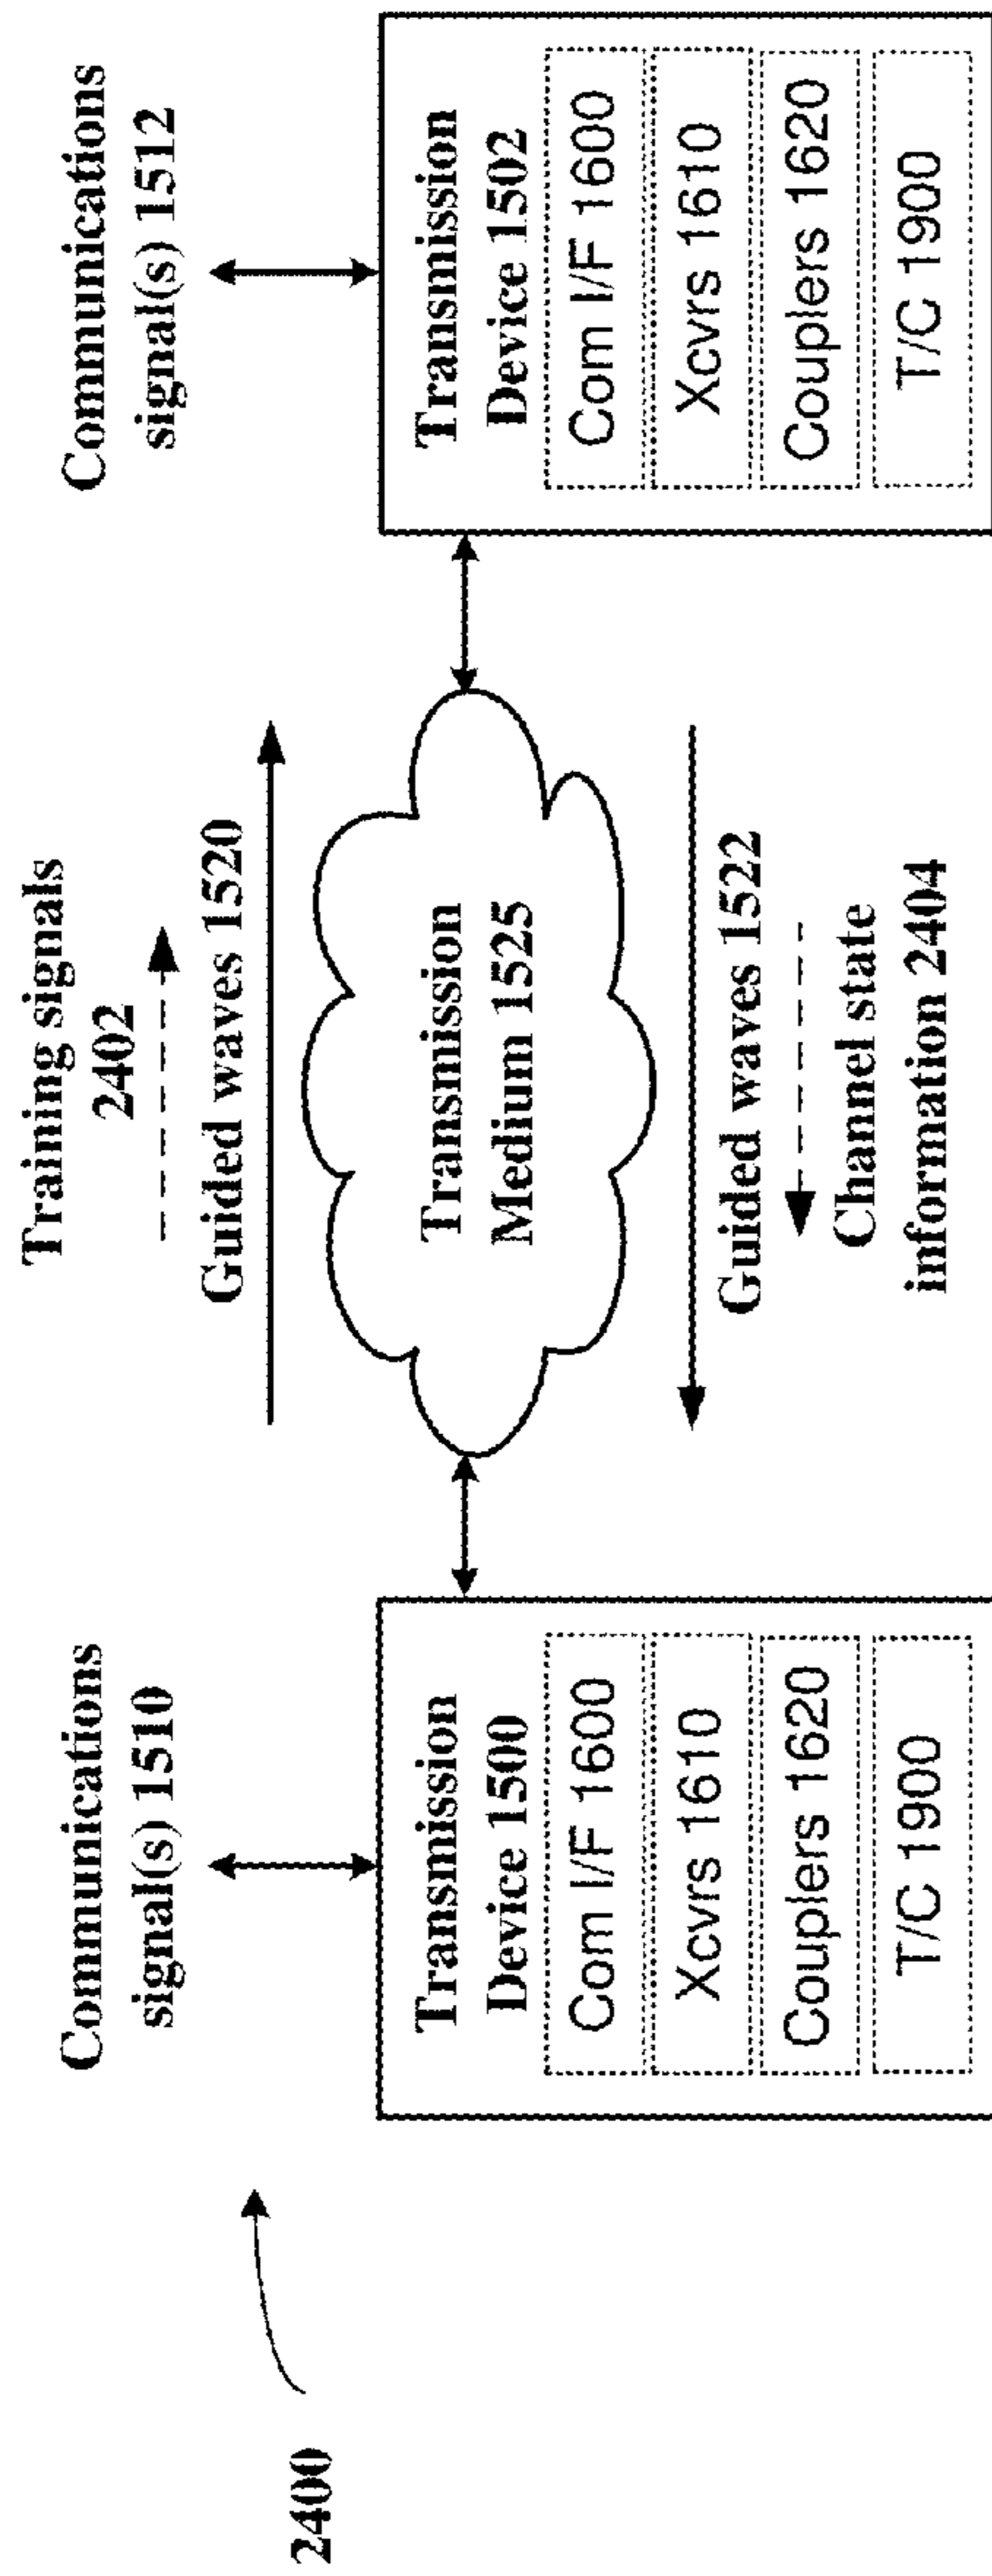 2400
Communications
signal(s) 1510
Transmission
Device 1500
Com I/F 1600
Xcvrs 1610
Couplers 1620
T/C 1900
Training signals
2402
Guided waves 1520
Transmission
Medium 1525
Guided waves 1522
Channel state
information 2404
Communications
signal(s) 1512
Transmission
Device 1502
Com I/F 1600
Xcvrs 1610
Couplers 1620
T/C 1900